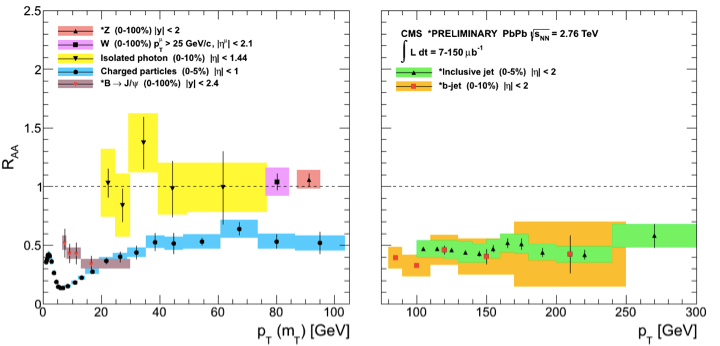 *Z (0-100%) |y| < 2
W (0-100%) p_T^μ > 25 GeV/c, |η^μ| < 2.1
Isolated photon (0-10%) |η| < 1.44
Charged particles (0-5%) |η| < 1
*B → J/ψ (0-100%) |y| < 2.4
CMS *PRELIMINARY PbPb √s_NN = 2.76 TeV
∫ L dt = 7-150 μb⁻¹
*Inclusive jet (0-5%) |η| < 2
*b-jet (0-10%) |η| < 2
R_AA
2.5
2
1.5
1
0.5
0
0 20 40 60 80 100
p_T (m_T) [GeV]
100 150 200 250 300
p_T [GeV]